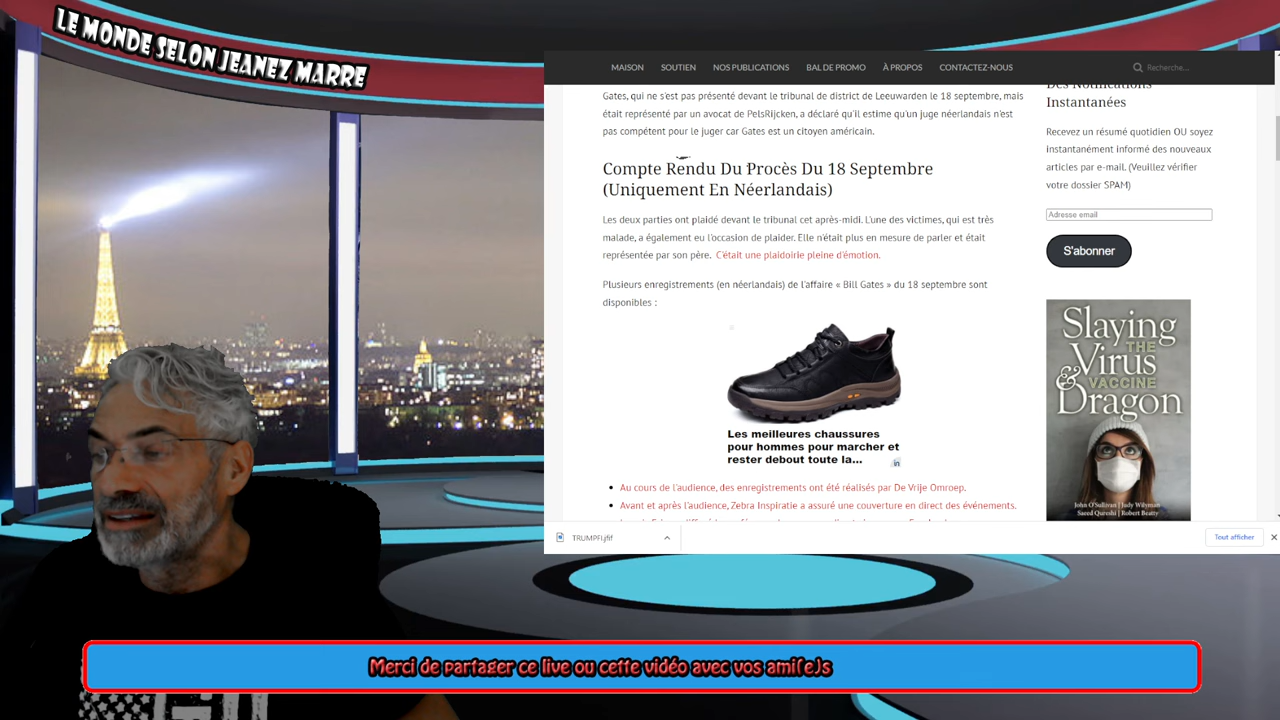 LE MONDE SELON JEANEZ MARRE
MAISON SOUTIEN NOS PUBLICATIONS BAL DE PROMO À PROPOS CONTACTEZ-NOUS Recherche...
Gates, qui ne s'est pas présenté devant le tribunal de district de Leeuwarden le 18 septembre, mais
était représenté par un avocat de PelsRijcken, a déclaré qu'il estime qu'un juge néerlandais n'est
pas compétent pour le juger car Gates est un citoyen américain.
Compte Rendu Du Procès Du 18 Septembre
(Uniquement En Néerlandais)
Les deux parties ont plaidé devant le tribunal cet après-midi. L'une des victimes, qui est très
malade, a également eu l'occasion de plaider. Elle n'était plus en mesure de parler et était
représentée par son père. C'était une plaidoirie pleine d'émotion.
Plusieurs enregistrements (en néerlandais) de l'affaire « Bill Gates » du 18 septembre sont
disponibles :
Les meilleures chaussures
pour hommes pour marcher et
rester debout toute la...
Au cours de l'audience, des enregistrements ont été réalisés par De Vrije Omroep.
Avant et après l'audience, Zebra Inspiratie a assuré une couverture en direct des événements.
Des Notifications
Instantanées
Recevez un résumé quotidien OU soyez
instantanément informé des nouveaux
articles par e-mail. (Veuillez vérifier
votre dossier SPAM)
Adresse email
S'abonner
Slaying
THE
Virus
& VACCINE
Dragon
John O'Sullivan | Judy Wilyman
Saeed Qureshi | Robert Beatty
TRUMPFI.jfif
Tout afficher
Merci de partager ce live ou cette vidéo avec vos ami(e)s